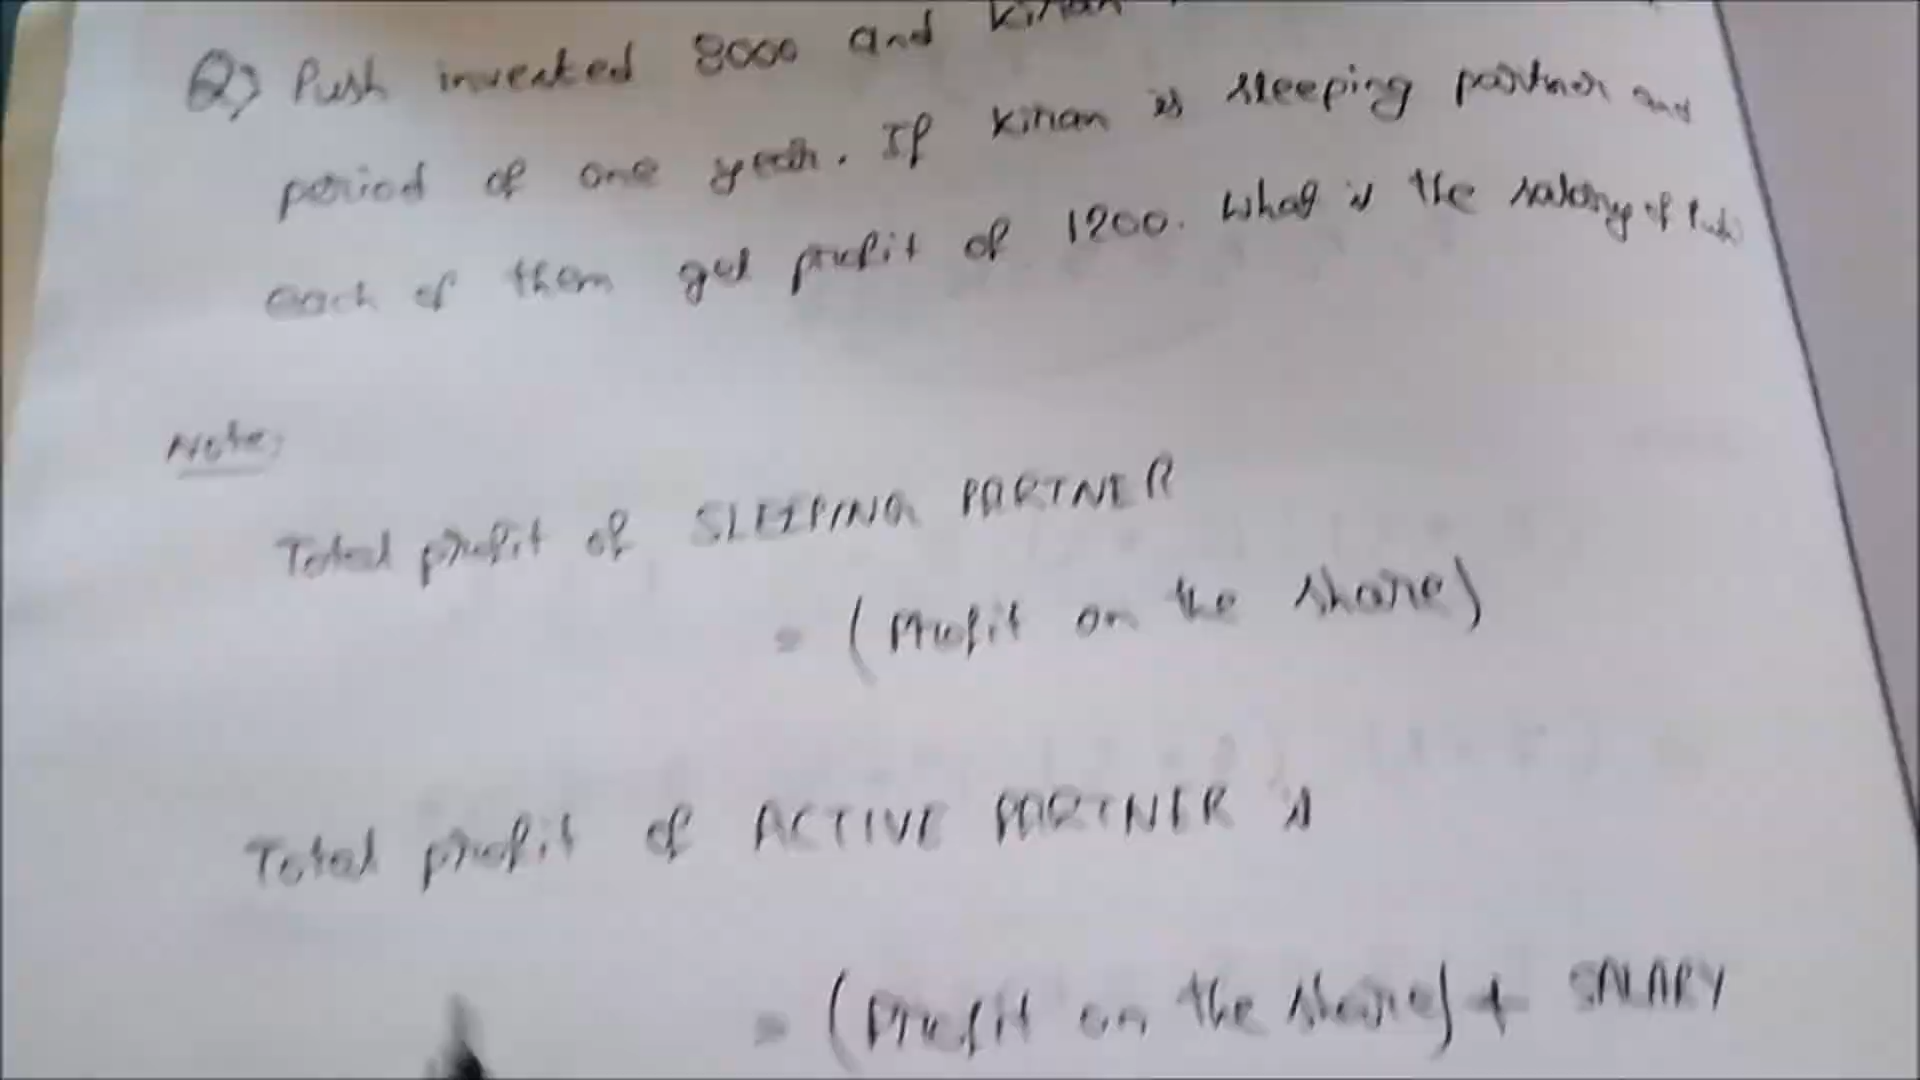 Q) Push invested 8000 and Kiran
period of one year. If Kiran is sleeping partner and
each of them get profit of 1200. What is the salary of Push
Note:
Total profit of SLEEPING PARTNER
= (Profit on the share)
Total profit of ACTIVE PARTNER is
= (Profit on the share) + SALARY